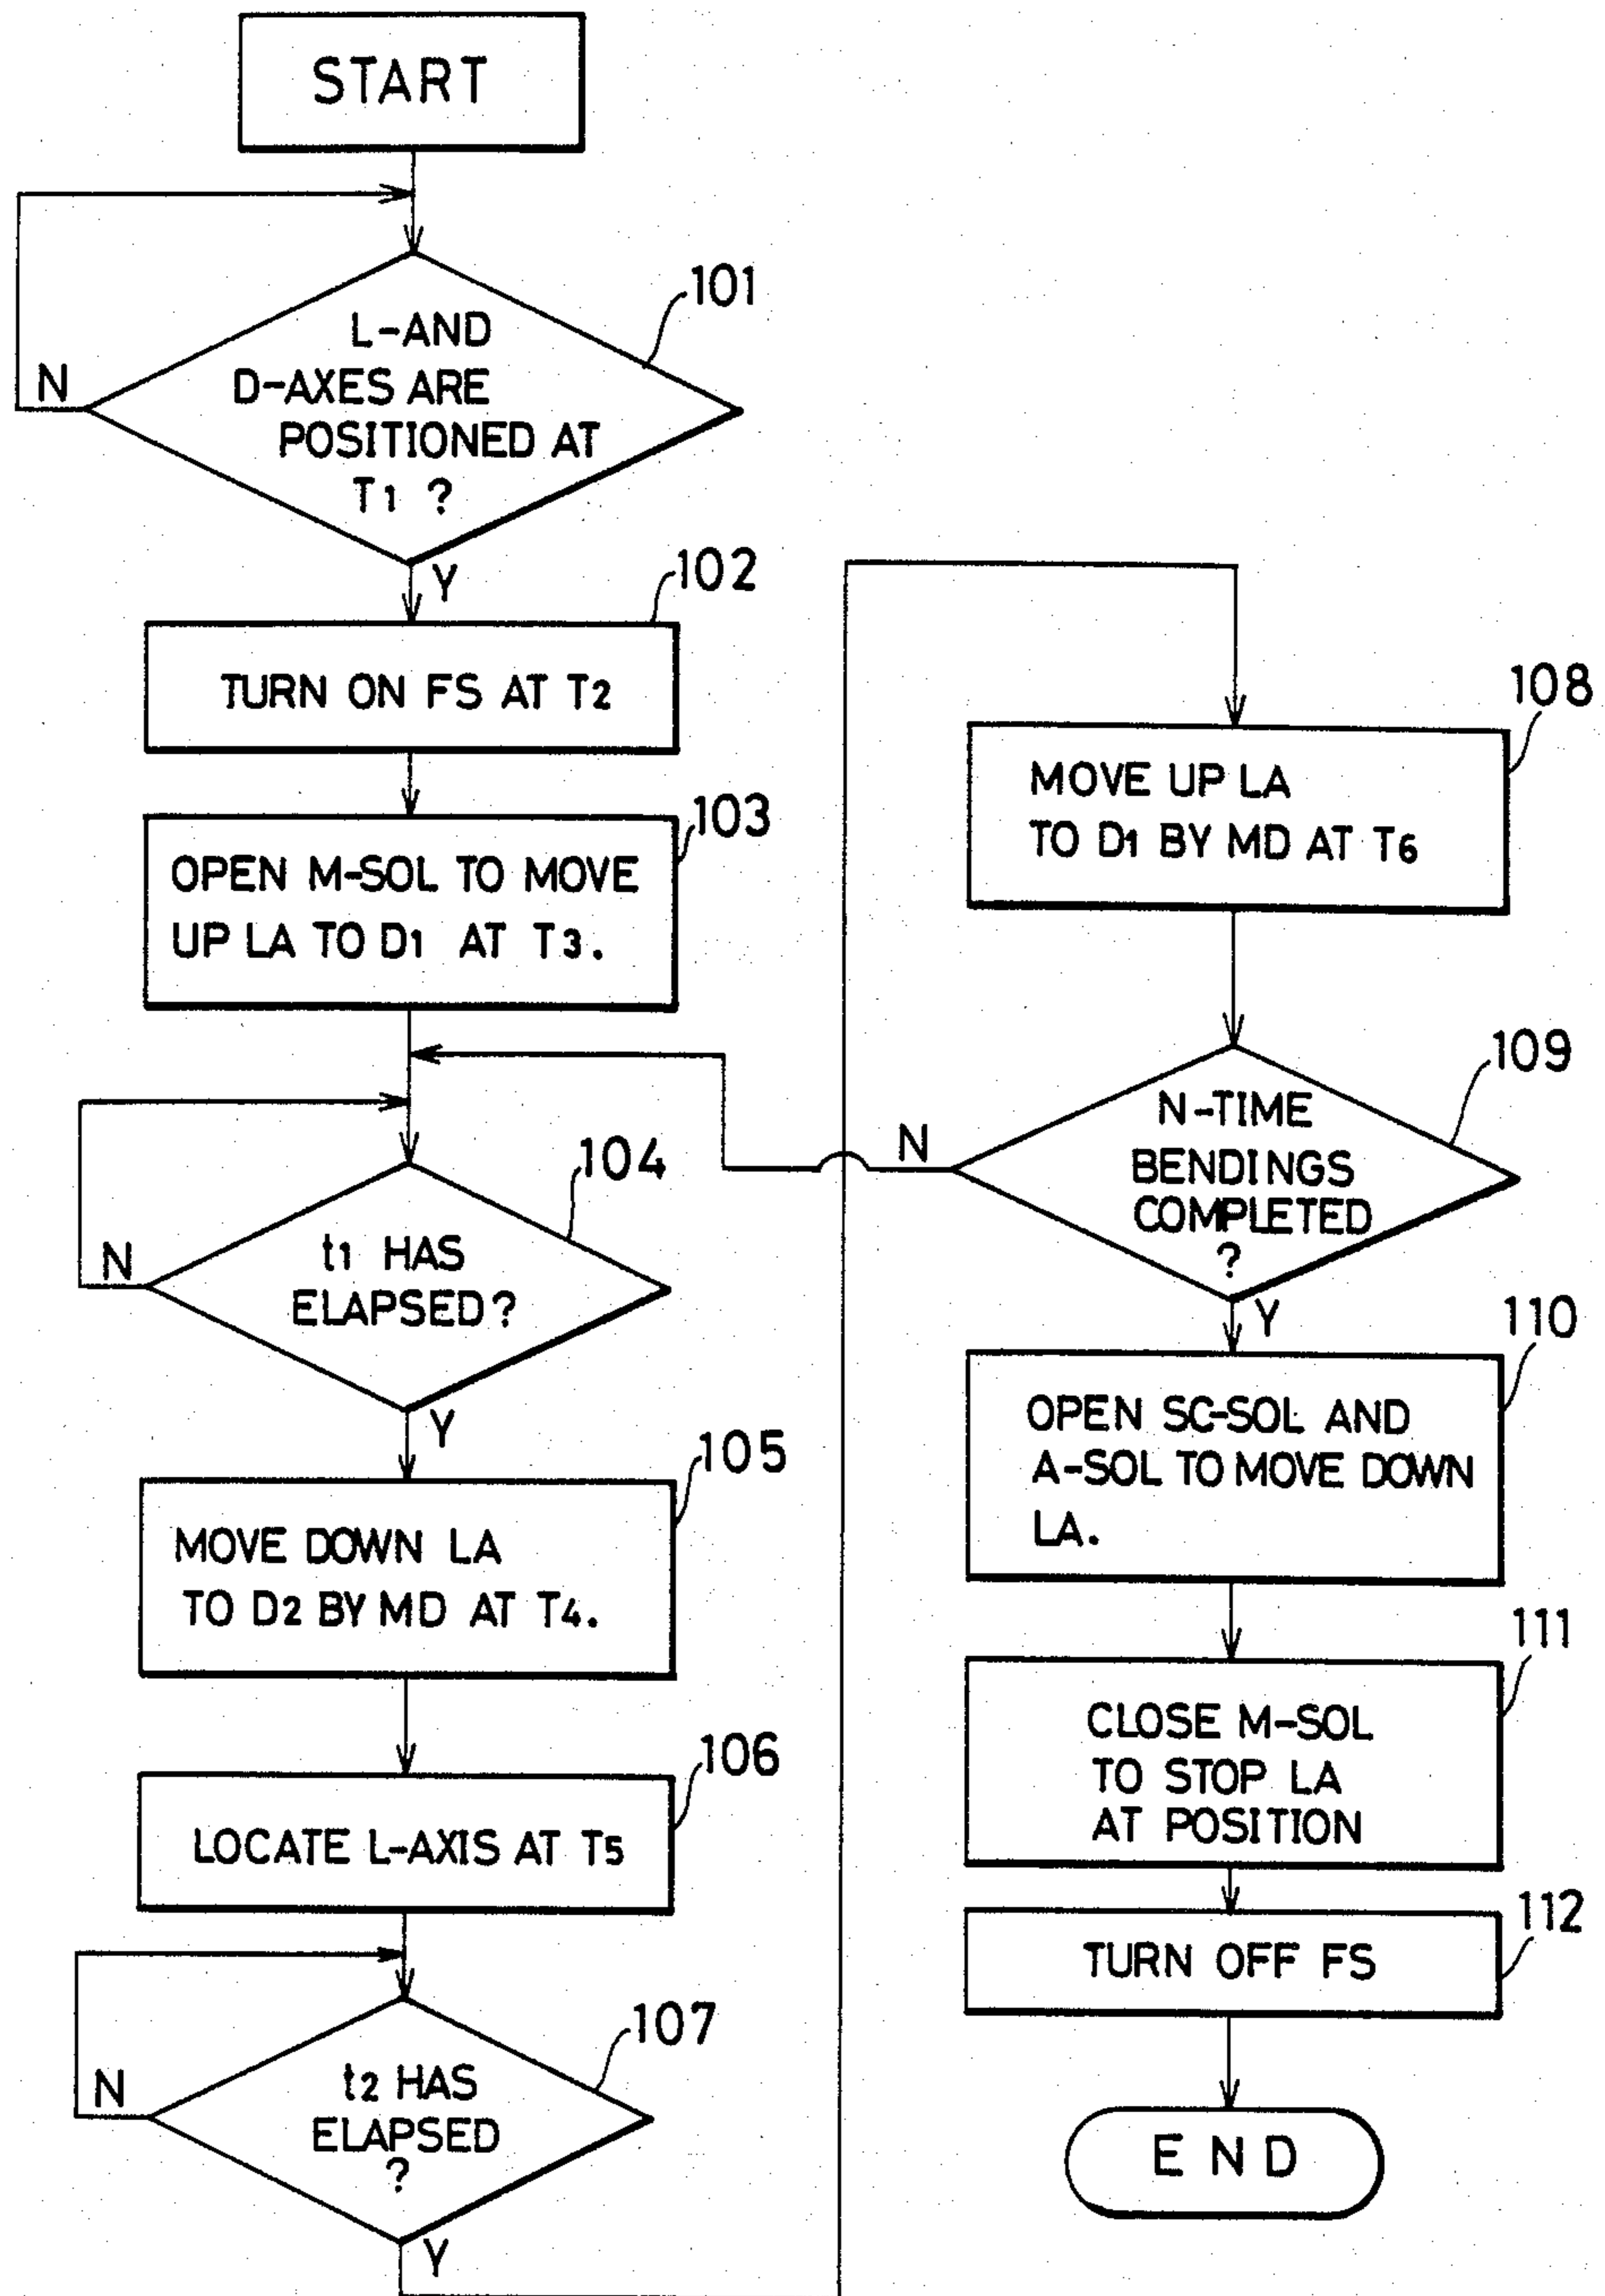 START
101
L-AND
D-AXES ARE
POSITIONED AT
T1 ?
N
Y
102
TURN ON FS AT T2
103
OPEN M-SOL TO MOVE
UP LA TO D1 AT T3.
104
t1 HAS
ELAPSED?
N
Y
105
MOVE DOWN LA
TO D2 BY MD AT T4.
106
LOCATE L-AXIS AT T5
107
t2 HAS
ELAPSED
?
N
Y
108
MOVE UP LA
TO D1 BY MD AT T6
109
N-TIME
BENDINGS
COMPLETED
?
N
Y
110
OPEN SC-SOL AND
A-SOL TO MOVE DOWN
LA.
111
CLOSE M-SOL
TO STOP LA
AT POSITION
112
TURN OFF FS
END